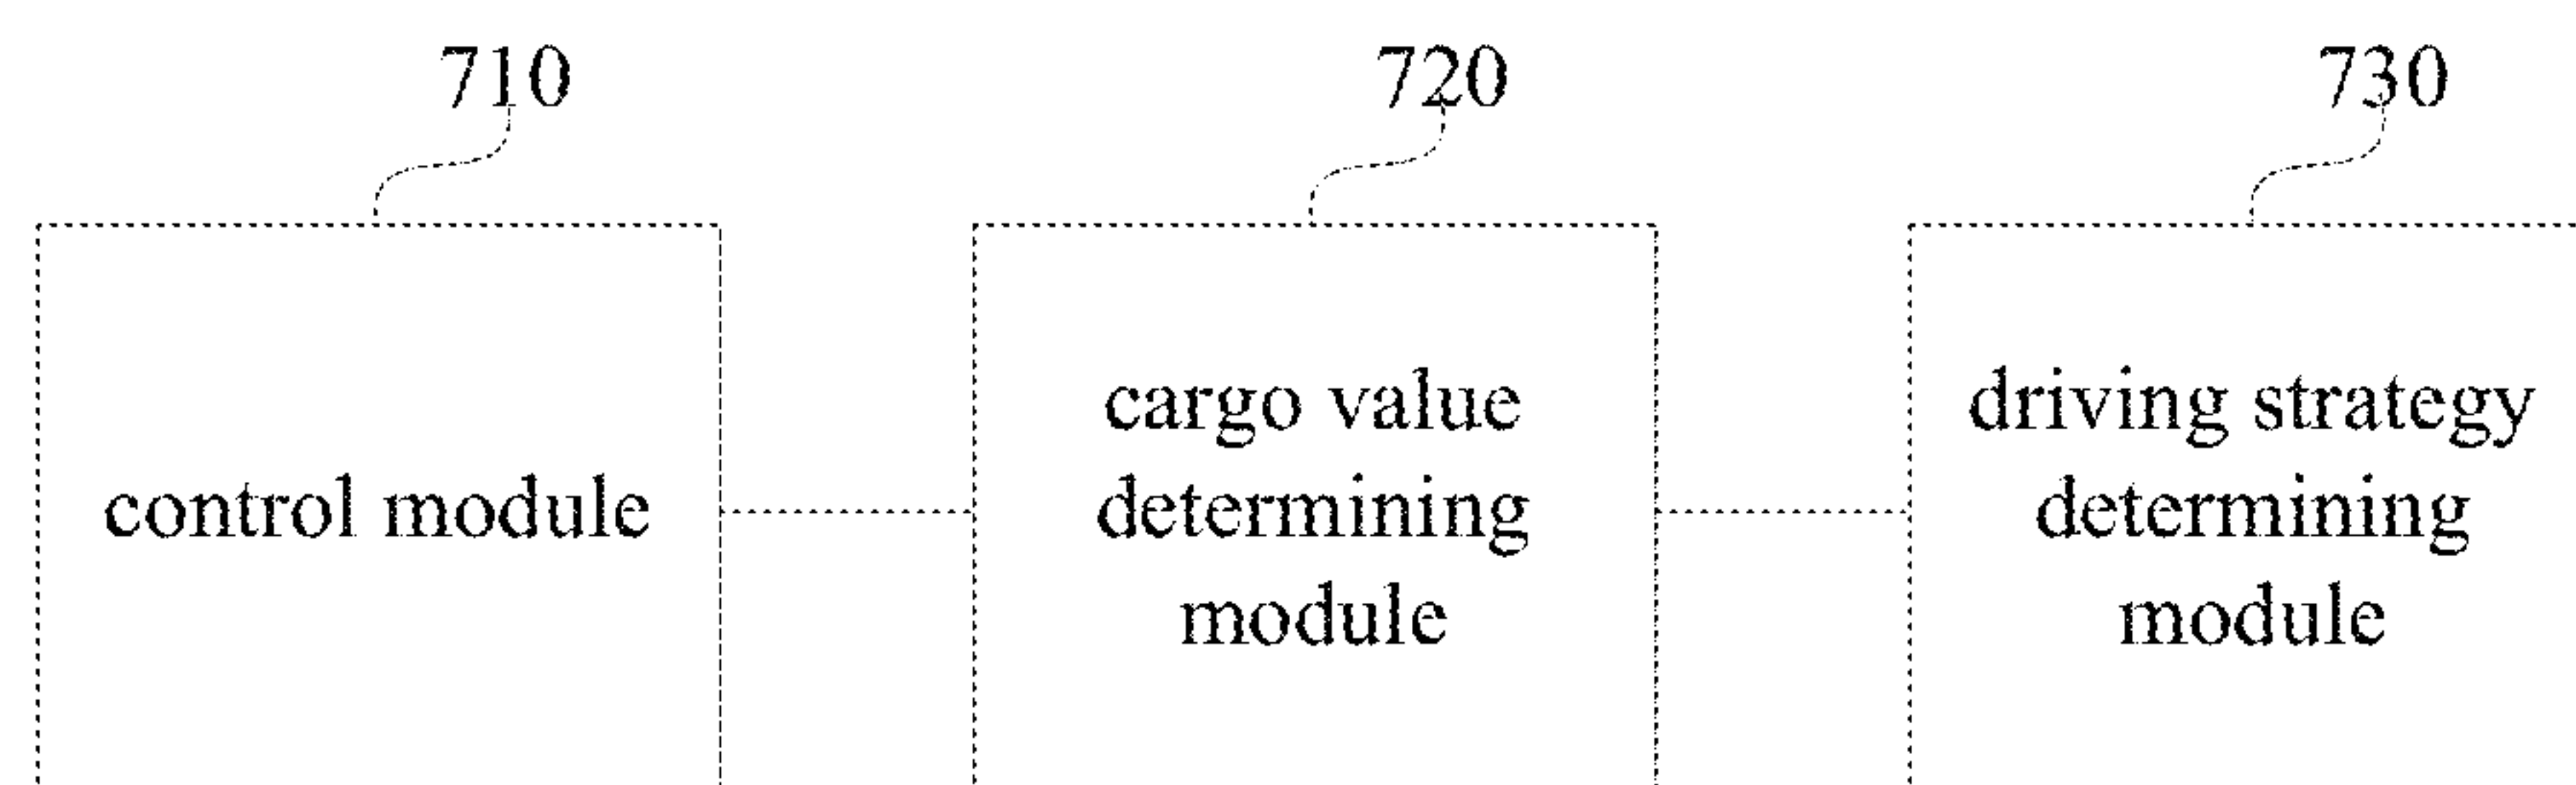 710
720
730
control module
cargo value
determining
module
driving strategy
determining
module